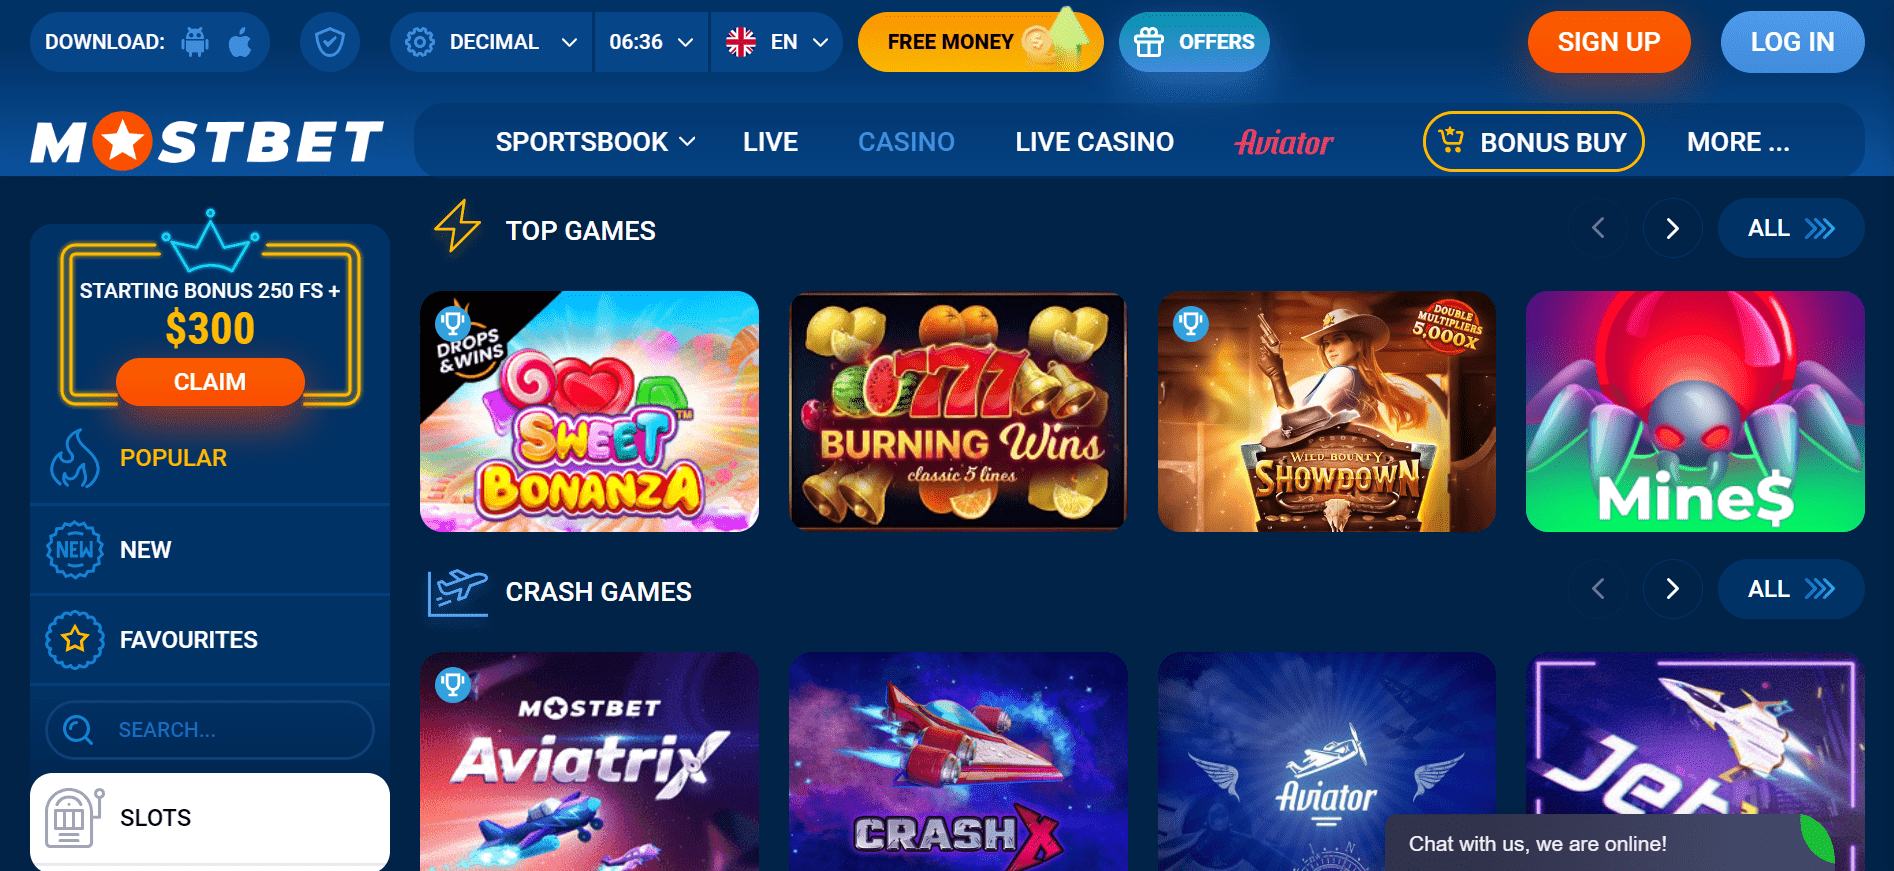 DOWNLOAD:
DECIMAL
06:36
EN
FREE MONEY
OFFERS
SIGN UP
LOG IN
MOSTBET
SPORTSBOOK
LIVE
CASINO
LIVE CASINO
Aviator
BONUS BUY
MORE ...
STARTING BONUS 250 FS +
$300
CLAIM
POPULAR
NEW
NEW
FAVOURITES
SEARCH...
SLOTS
TOP GAMES
ALL
DROPS
& WINS
SWEET
BONANZA™
777
BURNING Wins
classic 5 lines
DOUBLE
MULTIPLIERS
5.000X
WILD BOUNTY
SHOWDOWN
Mine$
CRASH GAMES
ALL
MOSTBET
Aviatrix
CRASH X
Aviator
N
Jet
Chat with us, we are online!